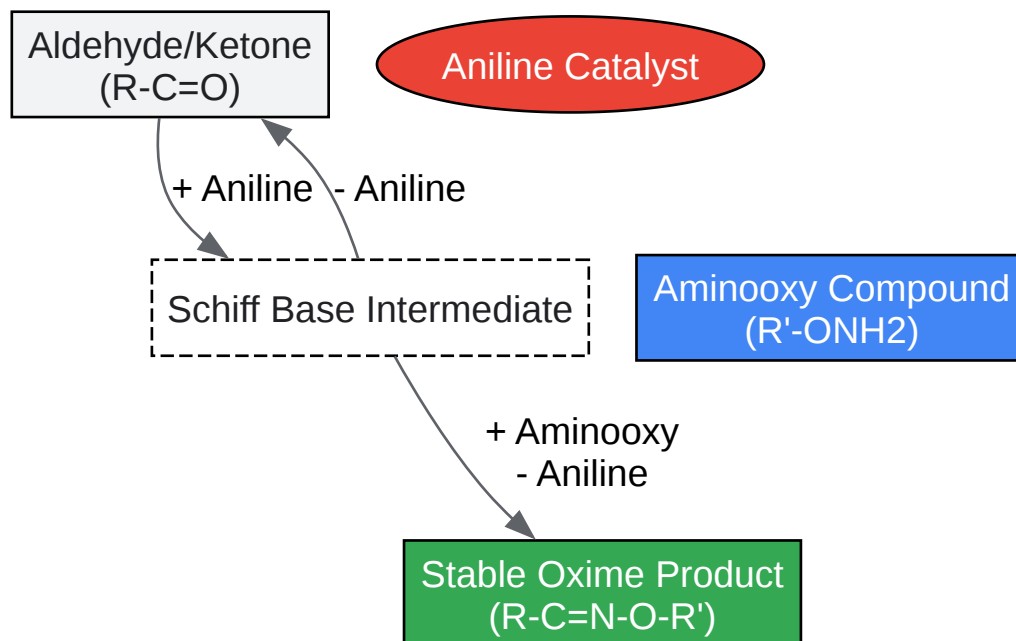 Aldehyde/Ketone
(R-C=O)
Aniline Catalyst
+ Aniline
- Aniline
Schiff Base Intermediate
Aminooxy Compound
(R'-ONH2)
+ Aminooxy
- Aniline
Stable Oxime Product
(R-C=N-O-R')